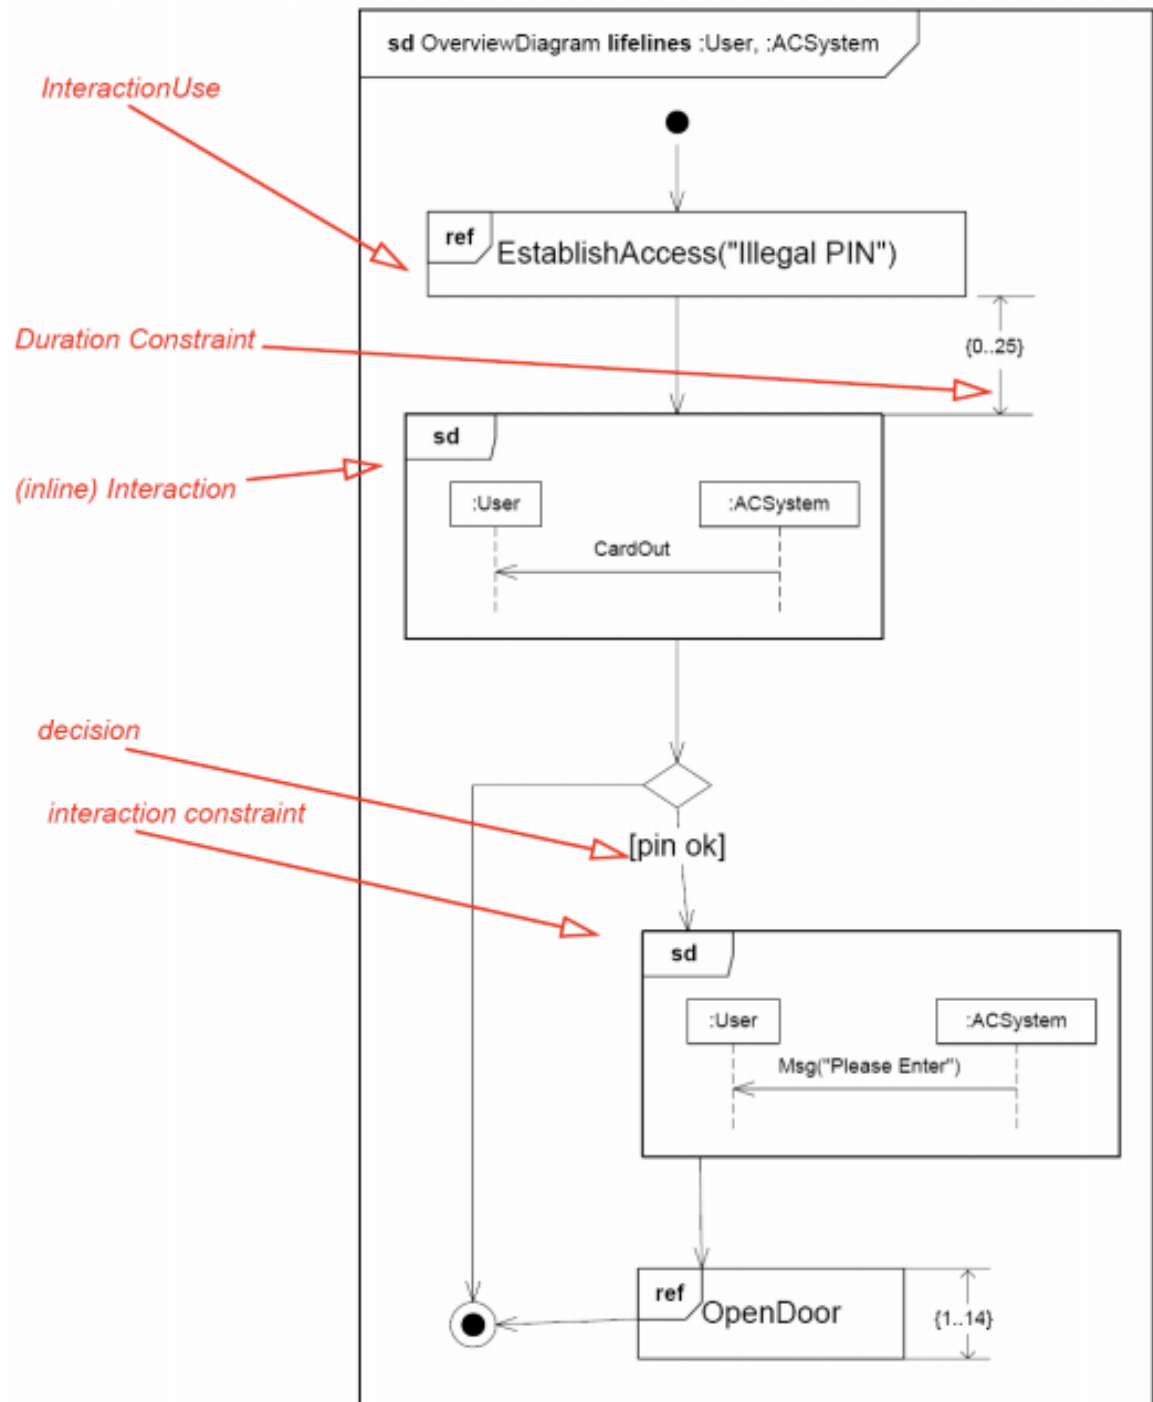 sd OverviewDiagram lifelines :User, :ACSystem
InteractionUse
ref
EstablishAccess("Illegal PIN")
Duration Constraint
{0..25}
sd
(inline) Interaction
:User
:ACSystem
CardOut
decision
interaction constraint
[pin ok]
sd
:User
:ACSystem
Msg("Please Enter")
ref
OpenDoor
{1..14}